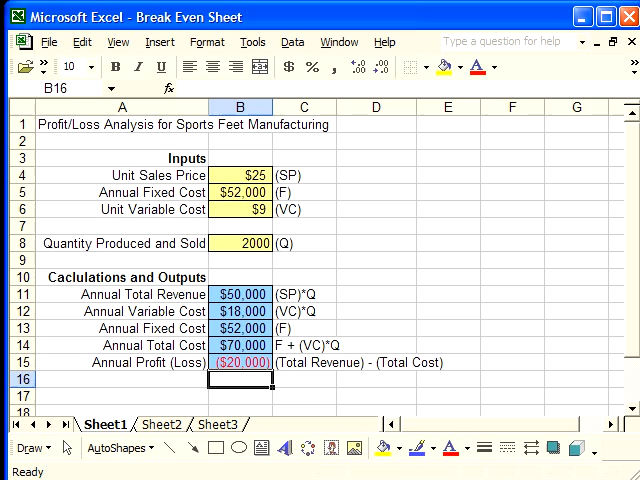 Microsoft Excel - Break Even Sheet
File Edit View Insert Format Tools Data Window Help Type a question for help
10 B I U $ % , .00 .00
B16 fx
A B C D E F G
1 Profit/Loss Analysis for Sports Feet Manufacturing
2
3 Inputs
4 Unit Sales Price $25 (SP)
5 Annual Fixed Cost $52,000 (F)
6 Unit Variable Cost $9 (VC)
7
8 Quantity Produced and Sold 2000 (Q)
9
10 Caclulations and Outputs
11 Annual Total Revenue $50,000 (SP)*Q
12 Annual Variable Cost $18,000 (VC)*Q
13 Annual Fixed Cost $52,000 (F)
14 Annual Total Cost $70,000 F + (VC)*Q
15 Annual Profit (Loss) ($20,000) (Total Revenue) - (Total Cost)
16
17
18
Sheet1 Sheet2 Sheet3
Draw AutoShapes A A
Ready